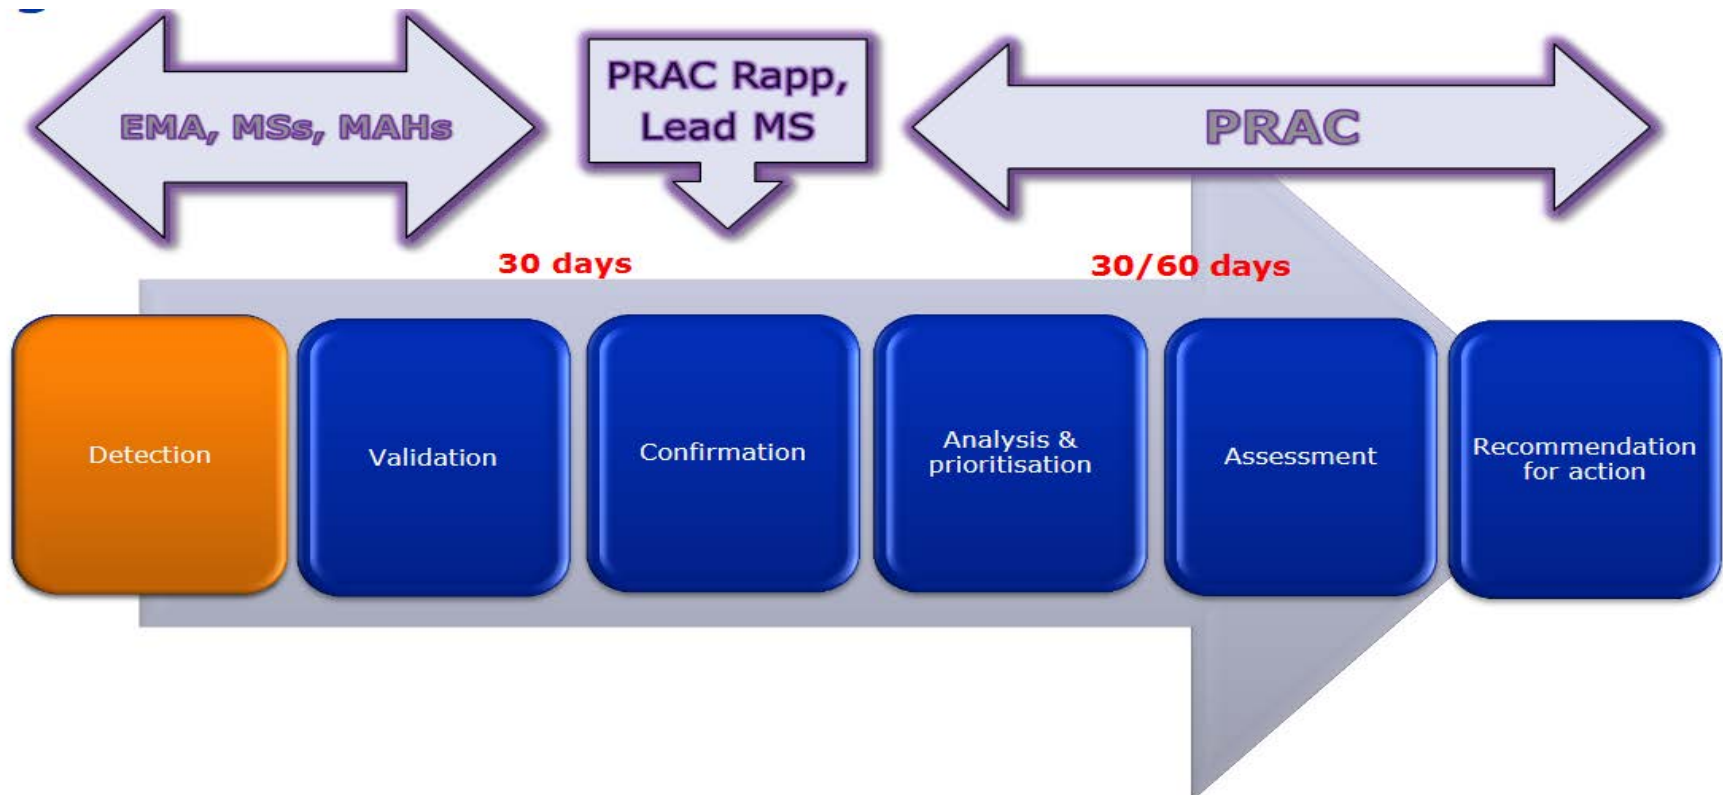 EMA, MSs, MAHs
PRAC Rapp,
Lead MS
PRAC
30 days
30/60 days
Detection
Validation
Confirmation
Analysis &
prioritisation
Assessment
Recommendation
for action